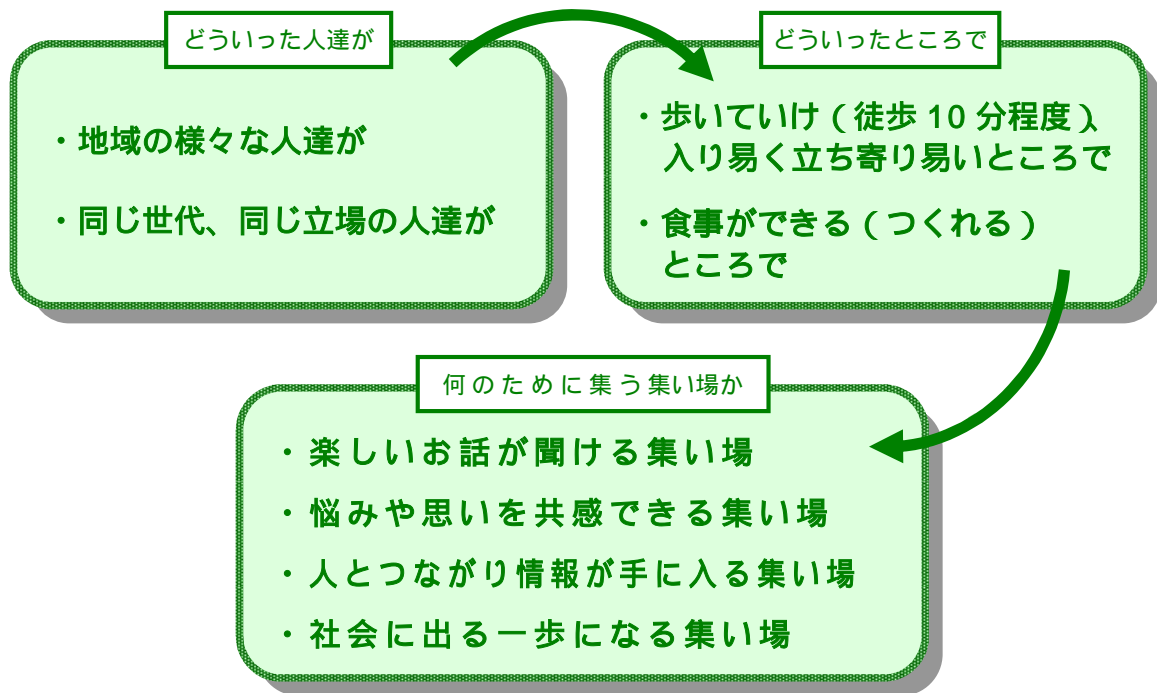 どういった人達が
・地域の様々な人達が
・同じ世代、同じ立場の人達が
どういったところで
・歩いていけ（徒歩 10 分程度）、
入り易く立ち寄り易いところで
・食事ができる（つくれる）
ところで
何のために集う集い場か
・楽しいお話が聞ける集い場
・悩みや思いを共感できる集い場
・人とつながり情報が手に入る集い場
・社会に出る一歩になる集い場